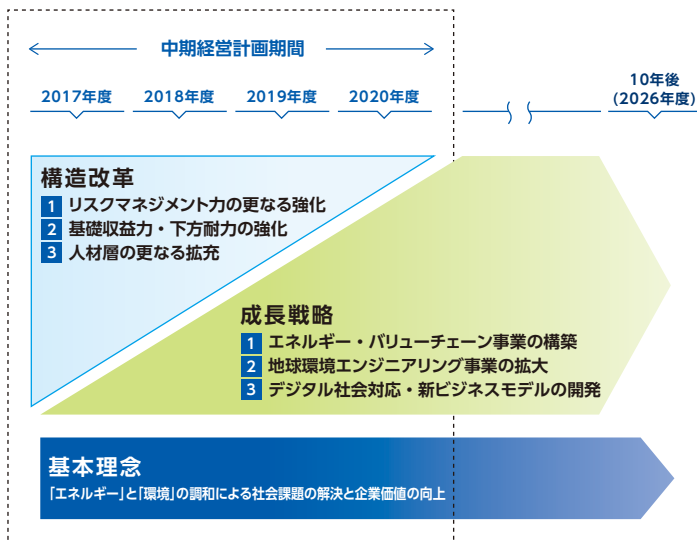 中期経営計画期間
2017年度 2018年度 2019年度 2020年度
10年後
(2026年度)
構造改革
1 リスクマネジメント力の更なる強化
2 基礎収益力・下方耐力の強化
3 人材層の更なる拡充
成長戦略
1 エネルギー・バリューチェーン事業の構築
2 地球環境エンジニアリング事業の拡大
3 デジタル社会対応・新ビジネスモデルの開発
基本理念
「エネルギー」と「環境」の調和による社会課題の解決と企業価値の向上